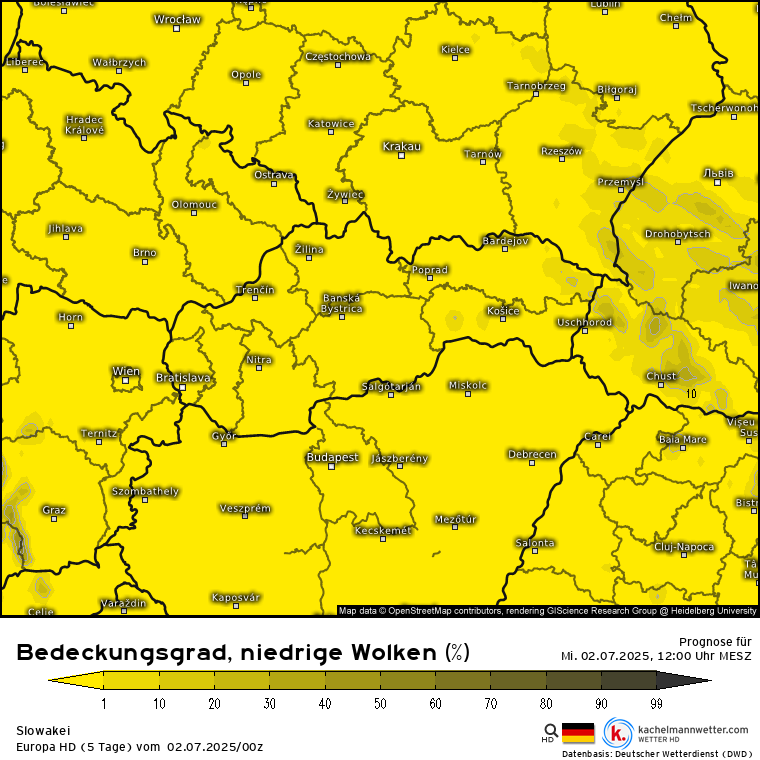 Bolesławiec
Wrocław
Lublin
Chełm
Kielce
Liberec
Wałbrzych
Częstochowa
Opole
Tarnobrzeg
Biłgoraj
Tscherwonoh
Hradec
Králové
Katowice
Krakau
Tarnów
Rzeszów
Ostrava
Żywiec
Przemyśl
Львів
Olomouc
Jihlava
Brno
Žilina
Bardejov
Drohobytsch
Poprad
Trenčín
Banská
Bystrica
Košice
Uschhorod
Iwano
Horn
Wien
Bratislava
Nitra
Salgótarján
Miskolc
Chust
10
Ternitz
Győr
Budapest
Jászberény
Debrecen
Carei
Baia Mare
Vișeu
Sus
Szombathely
Graz
Veszprém
Kecskemét
Mezőtúr
Salonta
Cluj-Napoca
Bistr
Tâ
Mu
Celje
Varaždin
Kaposvár
Map data © OpenStreetMap contributors, rendering GIScience Research Group @ Heidelberg University
Bedeckungsgrad, niedrige Wolken (%)
Prognose für
Mi. 02.07.2025, 12:00 Uhr MESZ
1 10 20 30 40 50 60 70 80 90 99
Slowakei
Europa HD (5 Tage) vom 02.07.2025/00z
HD
k.
kachelmannwetter.com
WETTER HD
Datenbasis: Deutscher Wetterdienst (DWD)